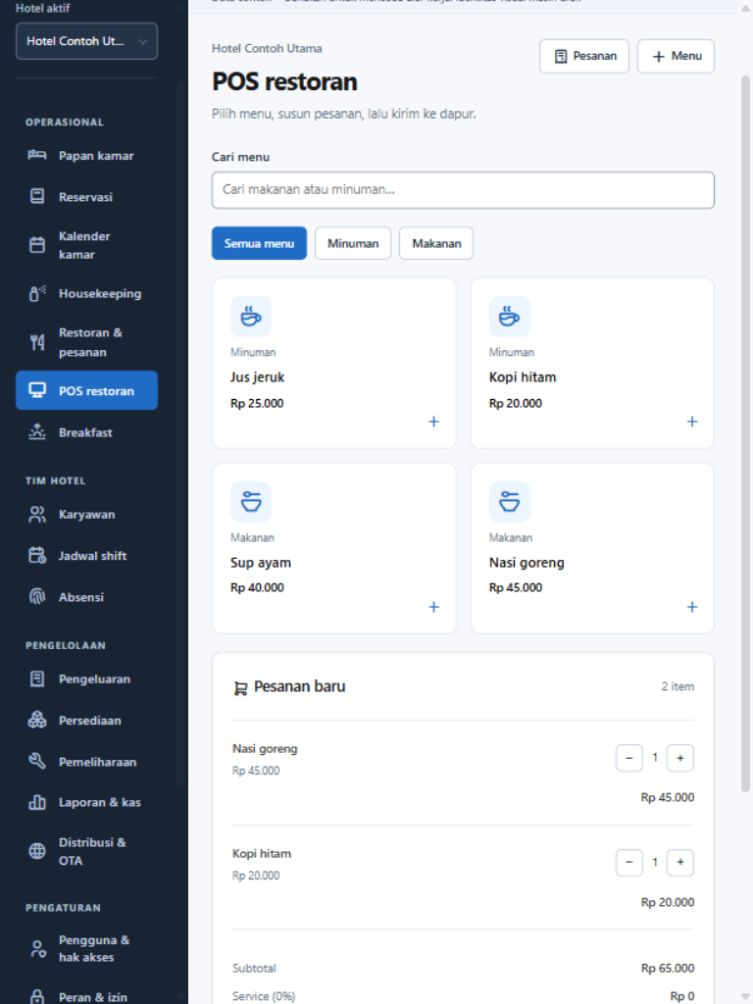 Hotel aktif
Hotel Contoh Ut...
OPERASIONAL
Papan kamar
Reservasi
Kalender
kamar
Housekeeping
Restoran &
pesanan
POS restoran
Breakfast
TIM HOTEL
Karyawan
Jadwal shift
Absensi
PENGELOLAAN
Pengeluaran
Persediaan
Pemeliharaan
Laporan & kas
Distribusi &
OTA
PENGATURAN
Pengguna &
hak akses
Peran & izin
Hotel Contoh Utama
POS restoran
Pilih menu, susun pesanan, lalu kirim ke dapur.
Pesanan
+ Menu
Cari menu
Cari makanan atau minuman...
Semua menu
Minuman
Makanan
Minuman
Jus jeruk
Rp 25.000
+
Minuman
Kopi hitam
Rp 20.000
+
Makanan
Sup ayam
Rp 40.000
+
Makanan
Nasi goreng
Rp 45.000
+
Pesanan baru
2 item
Nasi goreng
Rp 45.000
− 1 +
Rp 45.000
Kopi hitam
Rp 20.000
− 1 +
Rp 20.000
Subtotal
Rp 65.000
Service (0%)
Rp 0